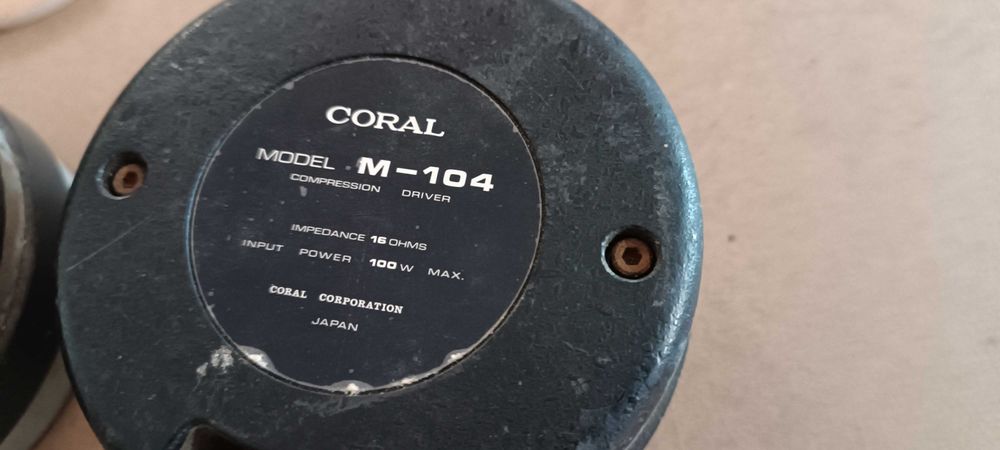 CORAL
MODEL M-104
COMPRESSION DRIVER
IMPEDANCE 16 OHMS
INPUT POWER 100 W MAX.
CORAL CORPORATION
JAPAN